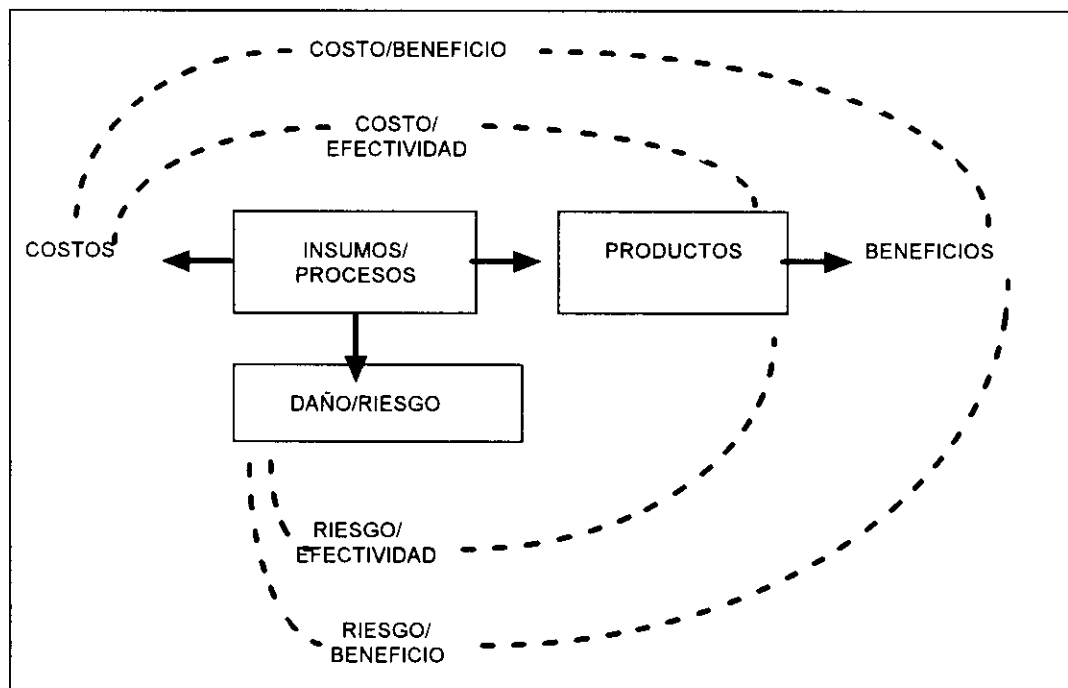 COSTO/BENEFICIO
COSTO/
EFECTIVIDAD
COSTOS
INSUMOS/
PROCESOS
PRODUCTOS
BENEFICIOS
DAÑO/RIESGO
RIESGO/
EFECTIVIDAD
RIESGO/
BENEFICIO